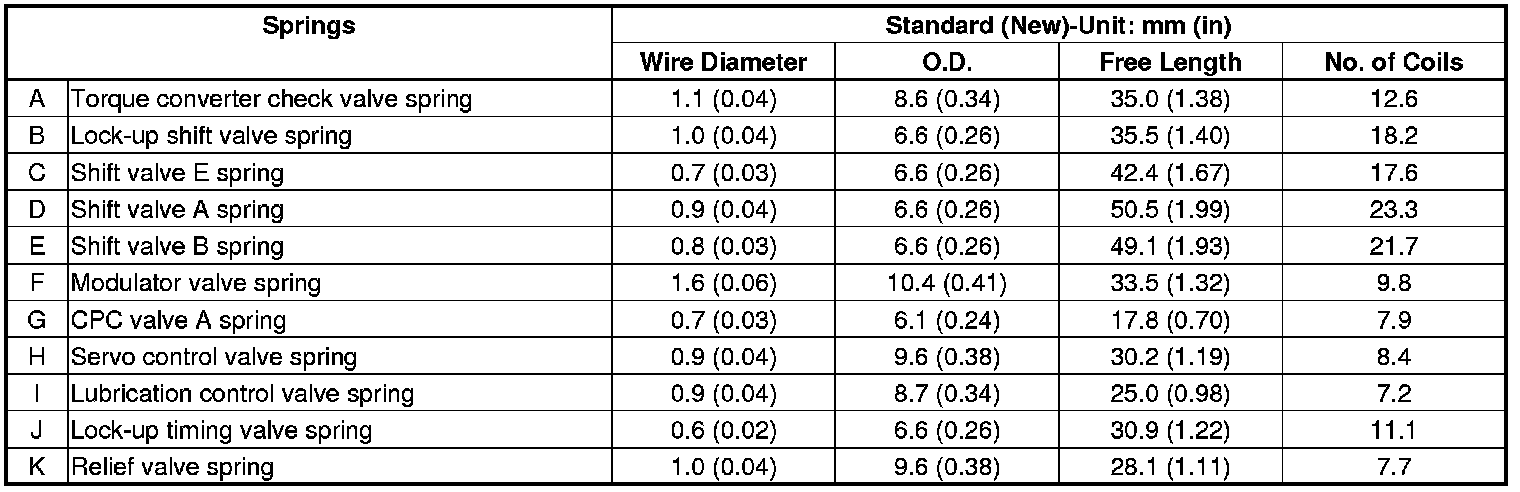 Springs Standard (New)-Unit: mm (in)
Wire Diameter O.D. Free Length No. of Coils
A Torque converter check valve spring 1.1 (0.04) 8.6 (0.34) 35.0 (1.38) 12.6
B Lock-up shift valve spring 1.0 (0.04) 6.6 (0.26) 35.5 (1.40) 18.2
C Shift valve E spring 0.7 (0.03) 6.6 (0.26) 42.4 (1.67) 17.6
D Shift valve A spring 0.9 (0.04) 6.6 (0.26) 50.5 (1.99) 23.3
E Shift valve B spring 0.8 (0.03) 6.6 (0.26) 49.1 (1.93) 21.7
F Modulator valve spring 1.6 (0.06) 10.4 (0.41) 33.5 (1.32) 9.8
G CPC valve A spring 0.7 (0.03) 6.1 (0.24) 17.8 (0.70) 7.9
H Servo control valve spring 0.9 (0.04) 9.6 (0.38) 30.2 (1.19) 8.4
I Lubrication control valve spring 0.9 (0.04) 8.7 (0.34) 25.0 (0.98) 7.2
J Lock-up timing valve spring 0.6 (0.02) 6.6 (0.26) 30.9 (1.22) 11.1
K Relief valve spring 1.0 (0.04) 9.6 (0.38) 28.1 (1.11) 7.7